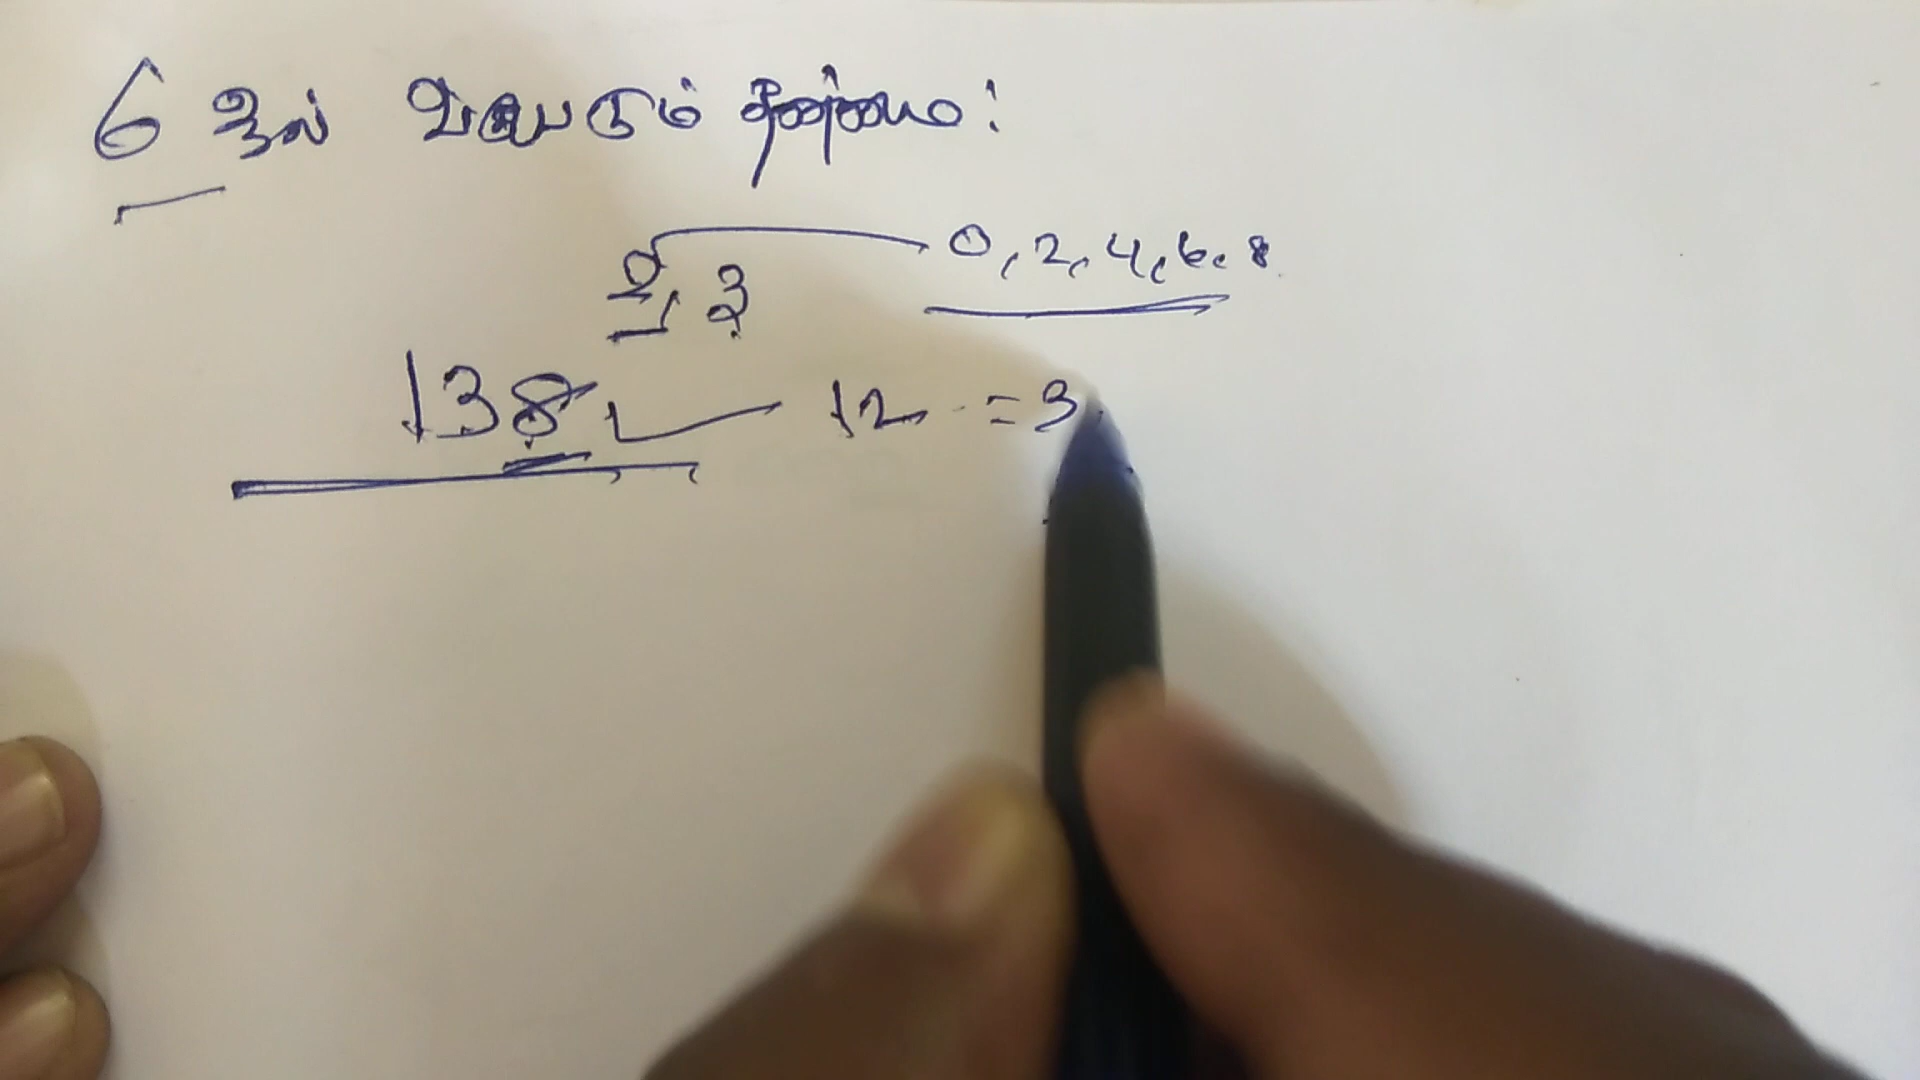 6 ஆல் வகுபடும் தன்மை:
2, 3 0, 2, 4, 6, 8
138 12 = 3